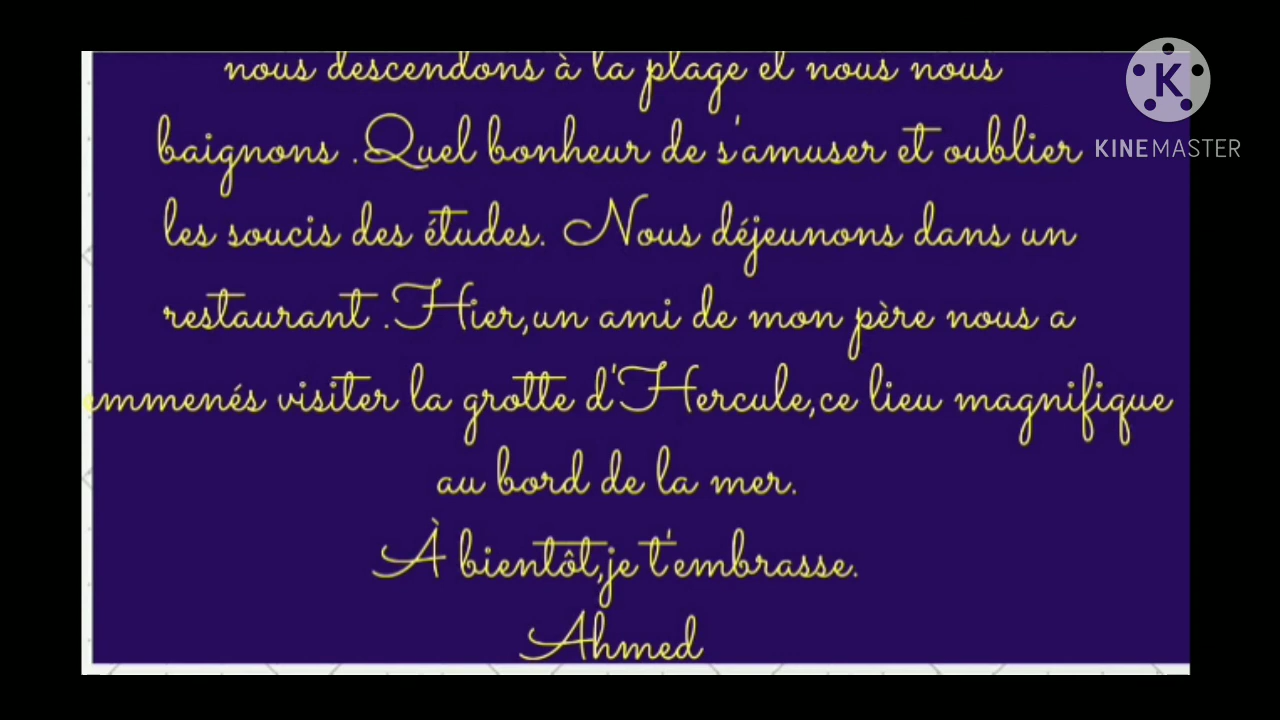 nous descendons à la plage et nous nous
baignons .Quel bonheur de s'amuser et oublier
les soucis des études. Nous déjeunons dans un
restaurant .Hier,un ami de mon père nous a
emmenés visiter la grotte d'Hercule,ce lieu magnifique
au bord de la mer.
À bientôt,je t'embrasse.
Ahmed
K
KINEMASTER